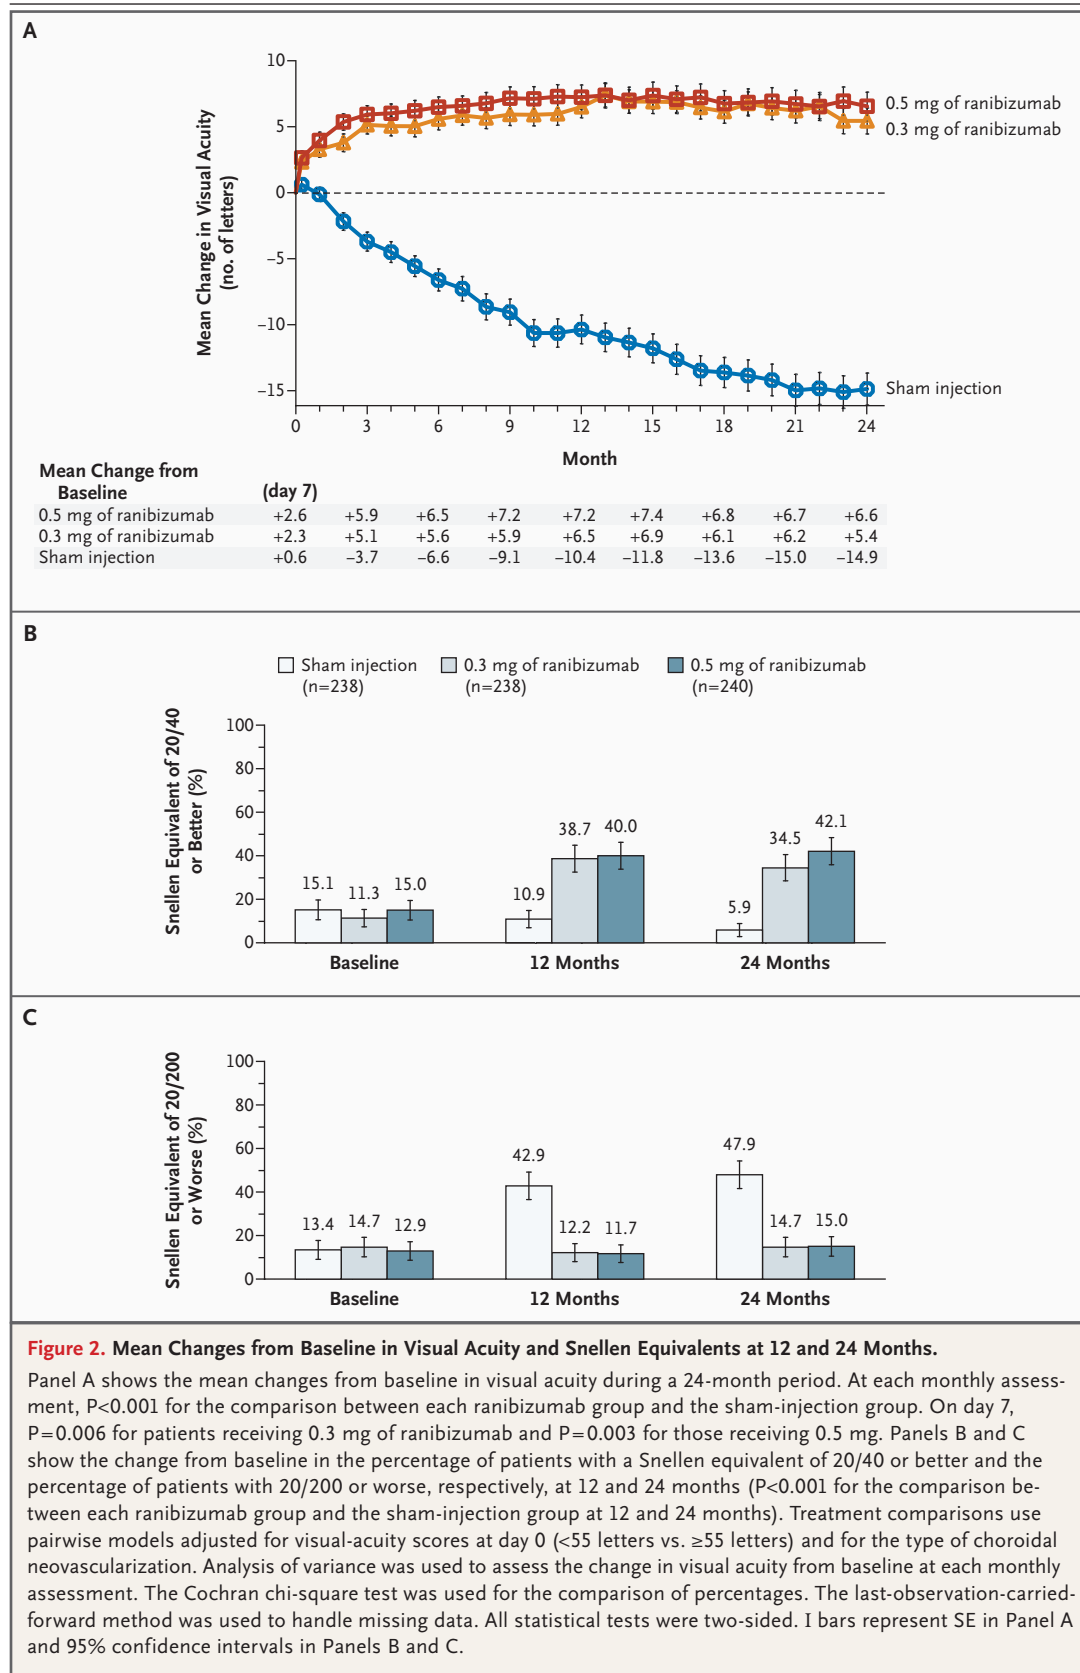 A
10
5
0
−5
−10
−15
Mean Change in Visual Acuity
(no. of letters)
0.5 mg of ranibizumab
0.3 mg of ranibizumab
Sham injection
0 3 6 9 12 15 18 21 24
Month
Mean Change from
Baseline (day 7)
0.5 mg of ranibizumab +2.6 +5.9 +6.5 +7.2 +7.2 +7.4 +6.8 +6.7 +6.6
0.3 mg of ranibizumab +2.3 +5.1 +5.6 +5.9 +6.5 +6.9 +6.1 +6.2 +5.4
Sham injection +0.6 −3.7 −6.6 −9.1 −10.4 −11.8 −13.6 −15.0 −14.9
B
Sham injection 0.3 mg of ranibizumab 0.5 mg of ranibizumab
(n=238) (n=238) (n=240)
Snellen Equivalent of 20/40
or Better (%)
100
80
60
40
20
0
15.1 11.3 15.0
10.9 38.7 40.0
5.9 34.5 42.1
Baseline 12 Months 24 Months
C
Snellen Equivalent of 20/200
or Worse (%)
100
80
60
40
20
0
13.4 14.7 12.9
42.9 12.2 11.7
47.9 14.7 15.0
Baseline 12 Months 24 Months
Figure 2. Mean Changes from Baseline in Visual Acuity and Snellen Equivalents at 12 and 24 Months.
Panel A shows the mean changes from baseline in visual acuity during a 24-month period. At each monthly assess-
ment, P<0.001 for the comparison between each ranibizumab group and the sham-injection group. On day 7,
P=0.006 for patients receiving 0.3 mg of ranibizumab and P=0.003 for those receiving 0.5 mg. Panels B and C
show the change from baseline in the percentage of patients with a Snellen equivalent of 20/40 or better and the
percentage of patients with 20/200 or worse, respectively, at 12 and 24 months (P<0.001 for the comparison be-
tween each ranibizumab group and the sham-injection group at 12 and 24 months). Treatment comparisons use
pairwise models adjusted for visual-acuity scores at day 0 (<55 letters vs. ≥55 letters) and for the type of choroidal
neovascularization. Analysis of variance was used to assess the change in visual acuity from baseline at each monthly
assessment. The Cochran chi-square test was used for the comparison of percentages. The last-observation-carried-
forward method was used to handle missing data. All statistical tests were two-sided. I bars represent SE in Panel A
and 95% confidence intervals in Panels B and C.